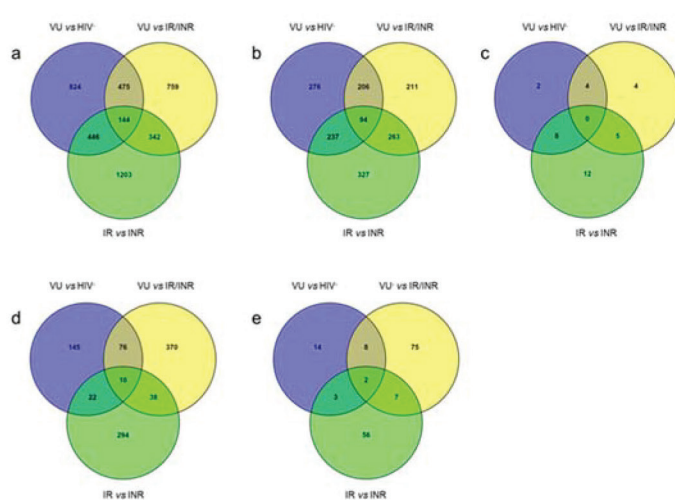 VU vs HIV- VU vs IR/INR
a
824 475 759
144
446 342
1203
IR vs INR
VU vs HIV- VU vs IR/INR
b
276 206 211
94
237 263
327
IR vs INR
VU vs HIV- VU vs IR/INR
c
2 4 4
0
8 5
12
IR vs INR
VU vs HIV- VU vs IR/INR
d
145 76 370
22 38
294
IR vs INR
VU vs HIV- VU vs IR/INR
e
14 8 75
2
3 7
56
IR vs INR